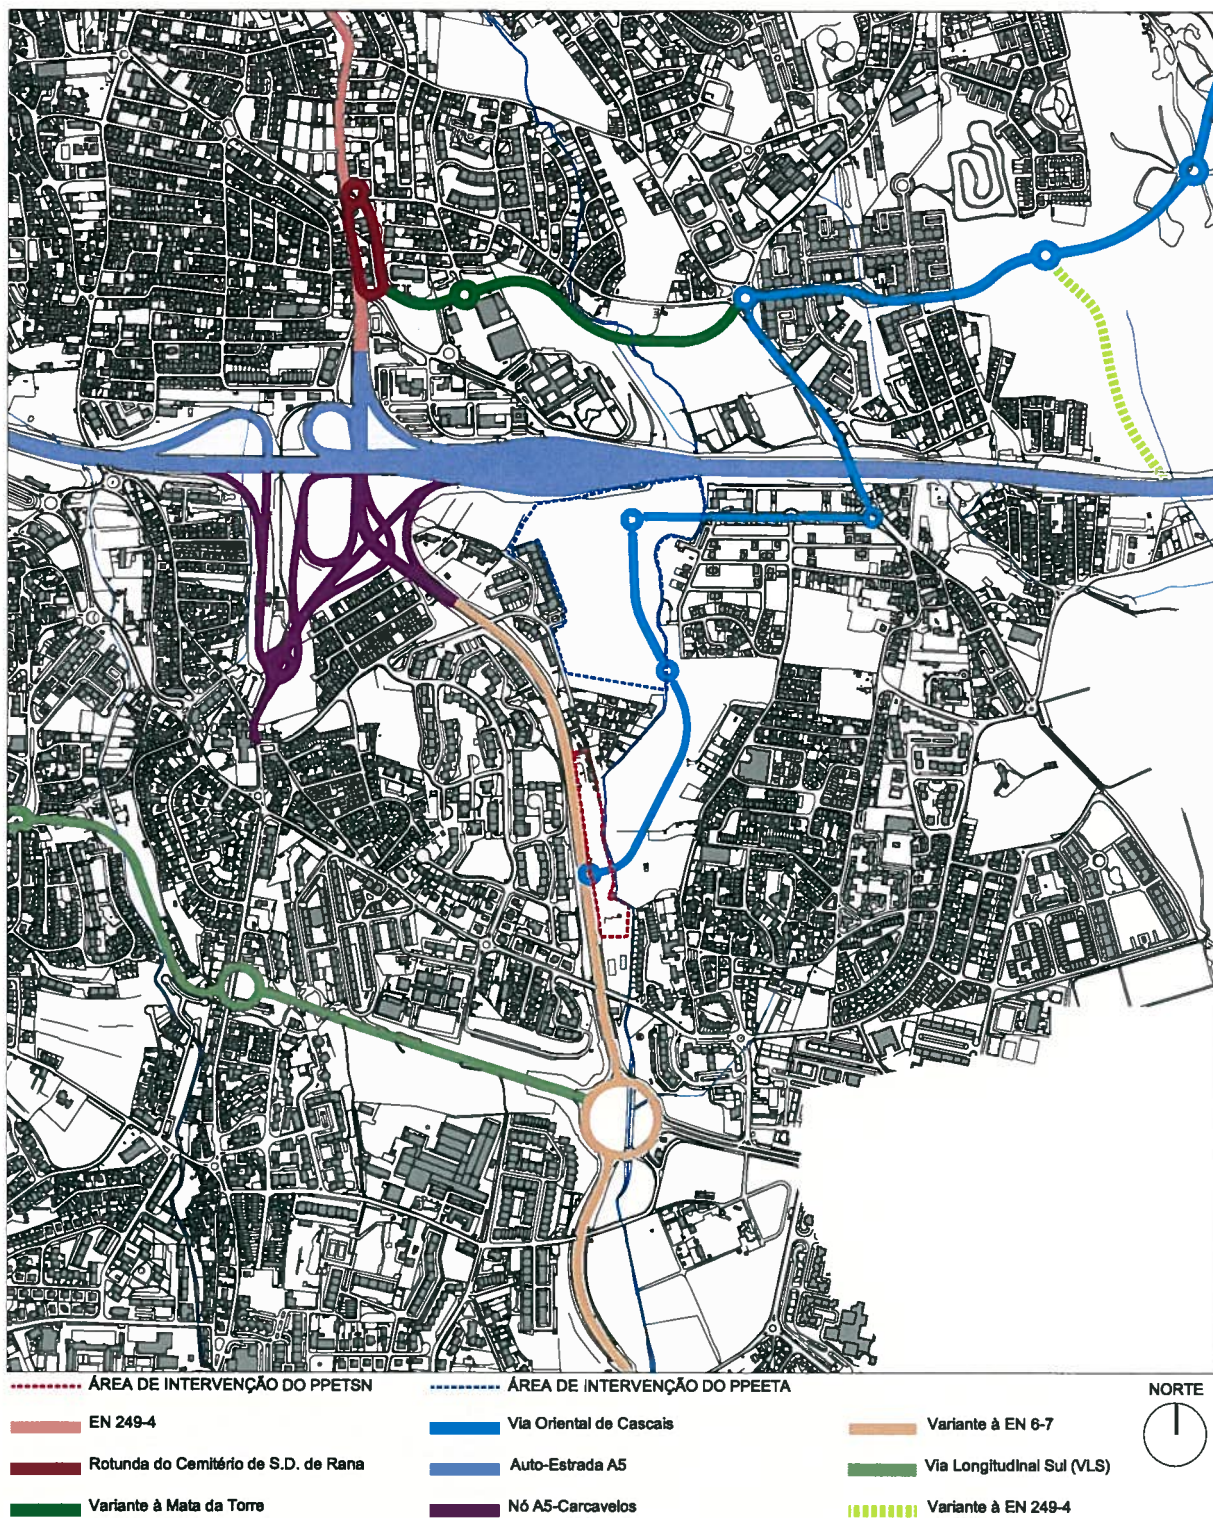 ÁREA DE INTERVENÇÃO DO PPETSN
ÁREA DE INTERVENÇÃO DO PPEETA
NORTE
EN 249-4
Via Oriental de Cascais
Variante à EN 6-7
Rotunda do Cemitério de S.D. de Rana
Auto-Estrada A5
Via Longitudinal Sul (VLS)
Variante à Mata da Torre
Nó A5-Carcavelos
Variante à EN 249-4